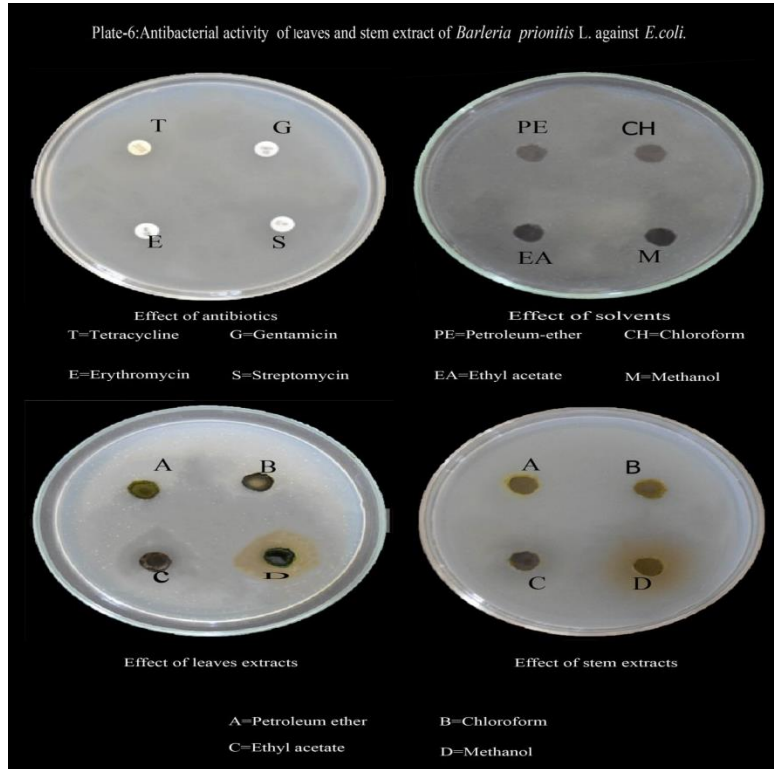 Plate-6:Antibacterial activity of leaves and stem extract of Barleria prionitis L. against E.coli.
T G
E S
PE CH
EA M
Effect of antibiotics
T=Tetracycline G=Gentamicin
E=Erythromycin S=Streptomycin
Effect of solvents
PE=Petroleum-ether CH=Chloroform
EA=Ethyl acetate M=Methanol
A B
C D
A B
C D
Effect of leaves extracts
Effect of stem extracts
A=Petroleum ether B=Chloroform
C=Ethyl acetate D=Methanol